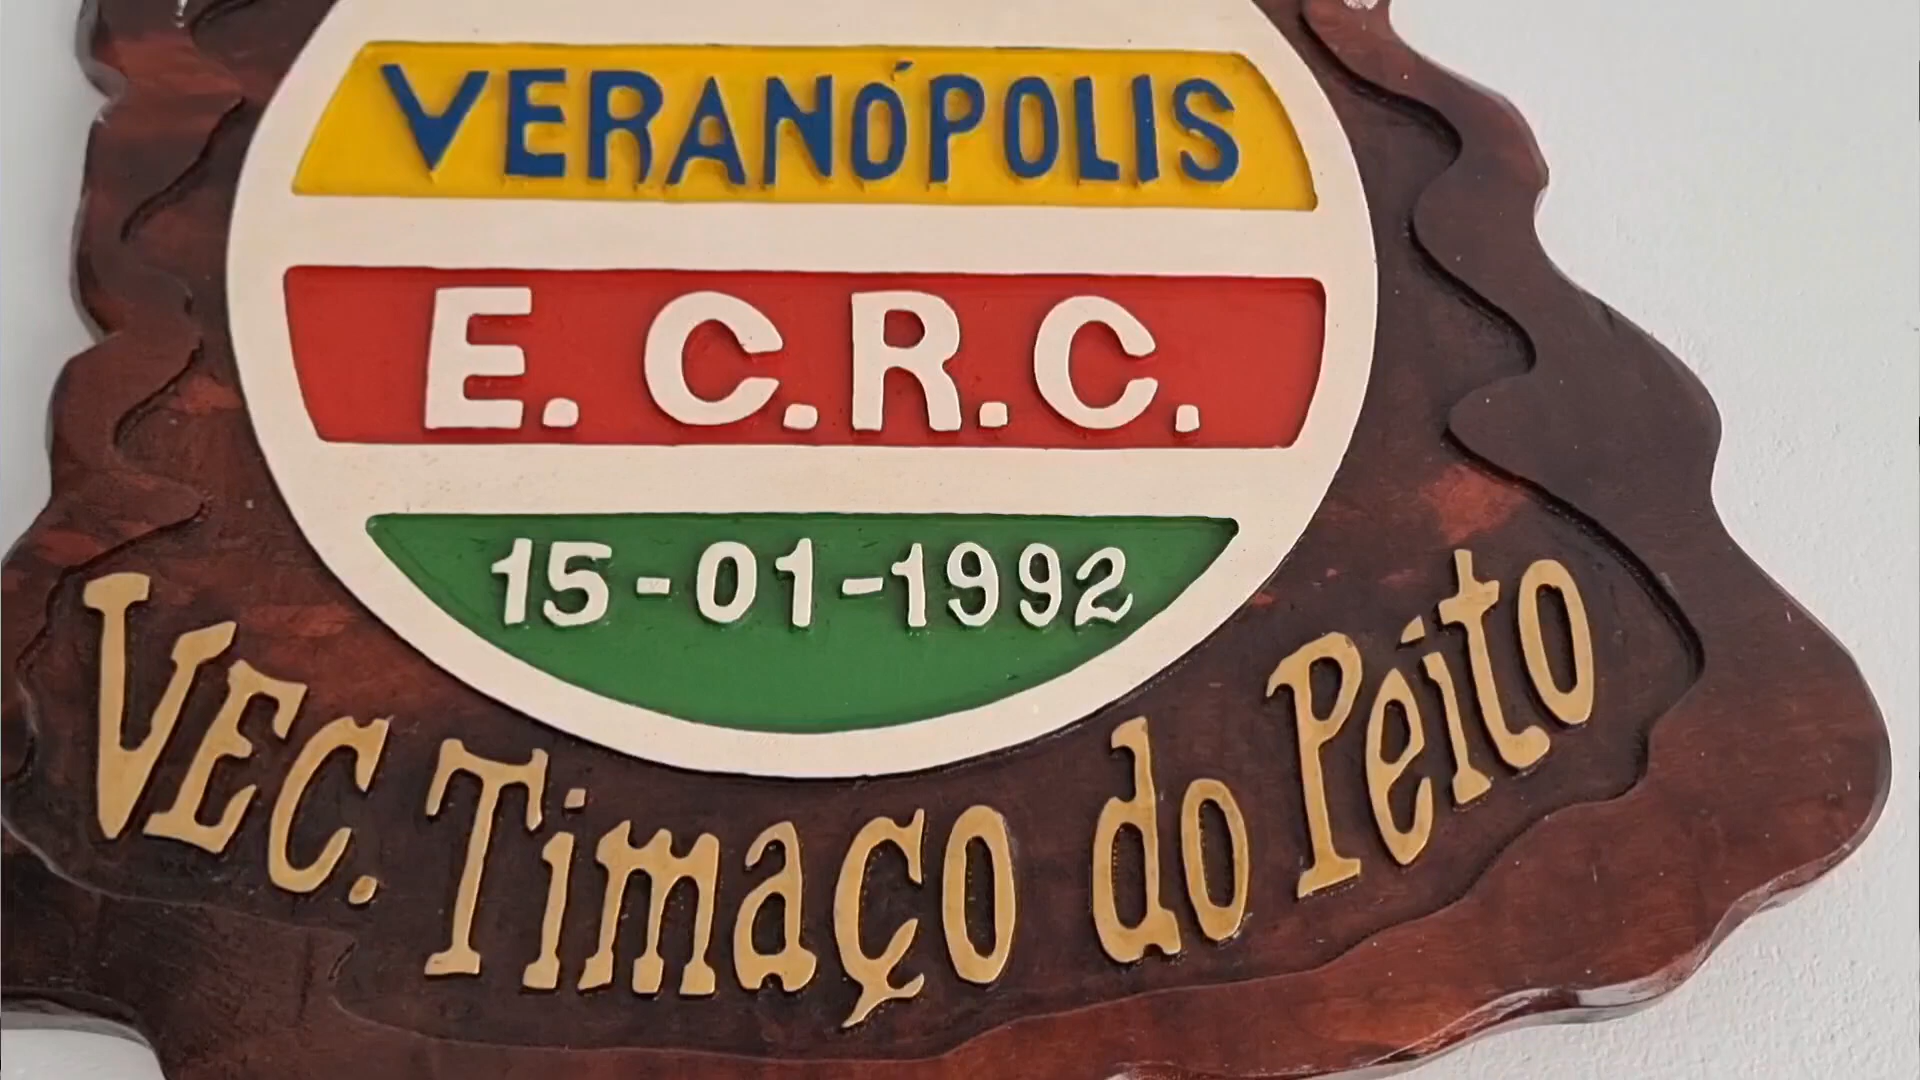 VERANÓPOLIS
E. C.R.C.
15-01-1992
VEC. Timaço do Peito